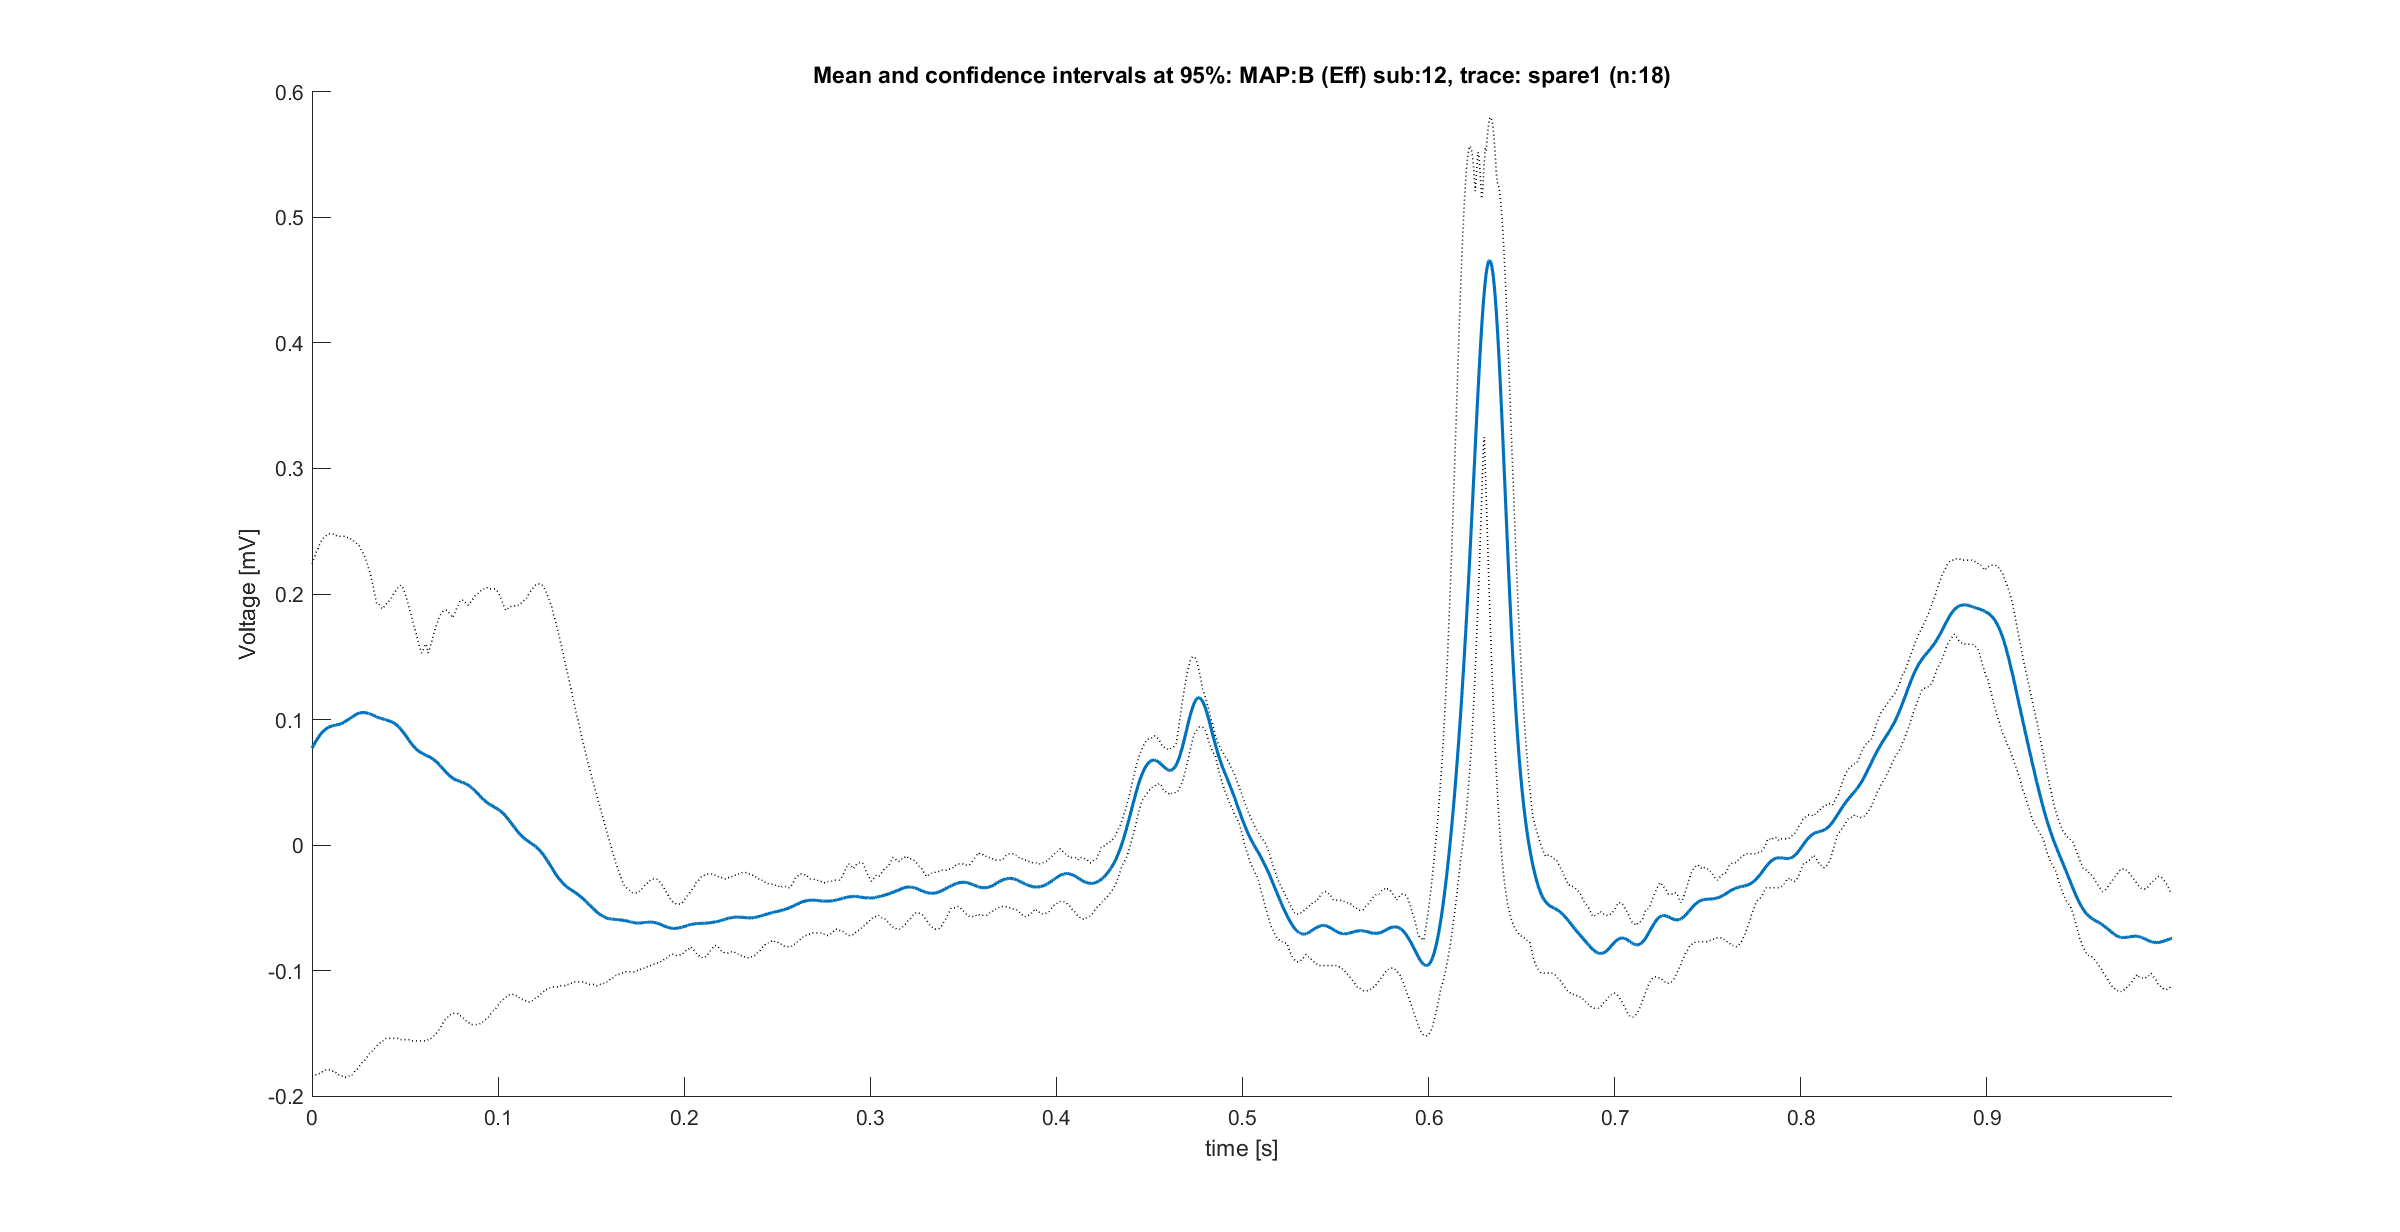 Mean and confidence intervals at 95%: MAP:B (Eff) sub:12, trace: spare1 (n:18)
0.6
0.5
0.4
0.3
0.2
0.1
0
-0.1
-0.2
Voltage [mV]
0 0.1 0.2 0.3 0.4 0.5 0.6 0.7 0.8 0.9
time [s]